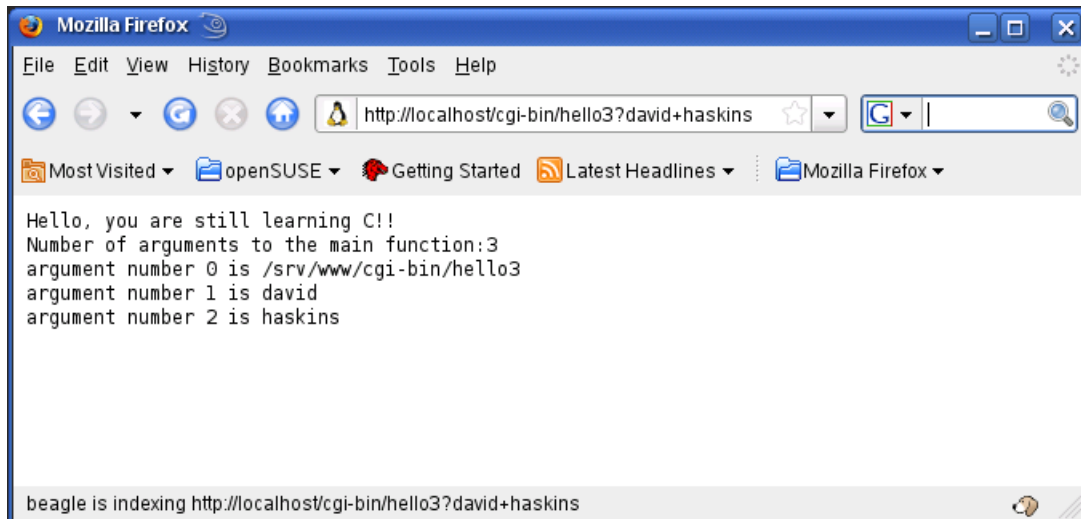 Mozilla Firefox
File Edit View History Bookmarks Tools Help
http://localhost/cgi-bin/hello3?david+haskins G
Most Visited openSUSE Getting Started Latest Headlines Mozilla Firefox
Hello, you are still learning C!!
Number of arguments to the main function:3
argument number 0 is /srv/www/cgi-bin/hello3
argument number 1 is david
argument number 2 is haskins
beagle is indexing http://localhost/cgi-bin/hello3?david+haskins